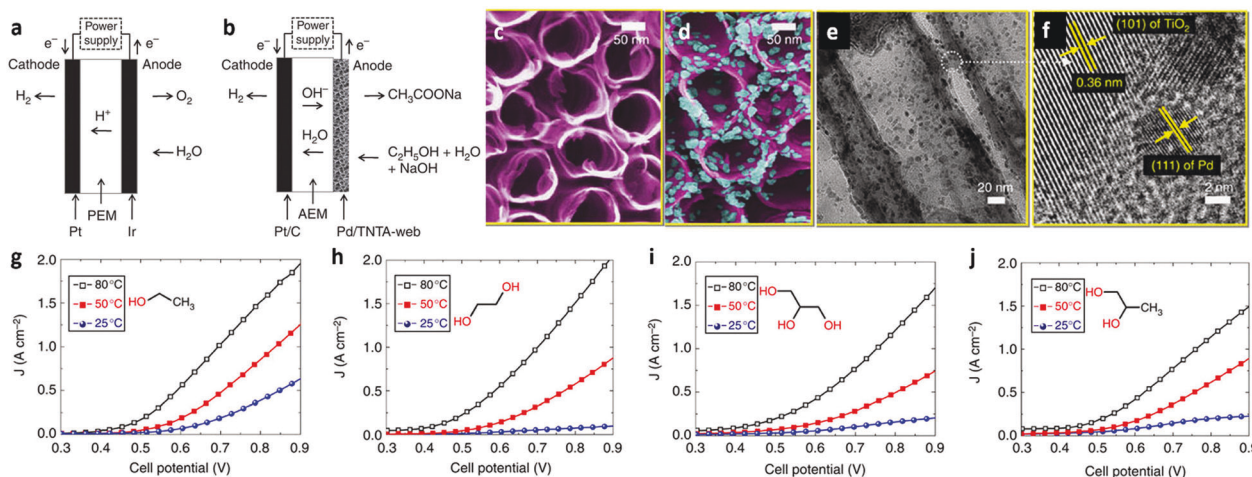 a
Power
supply
e⁻
e⁻
Cathode
Anode
H₂
O₂
H⁺
H₂O
PEM
Pt
Ir
b
Power
supply
e⁻
e⁻
Cathode
Anode
H₂
OH⁻
CH₃COONa
H₂O
C₂H₅OH + H₂O
+ NaOH
AEM
Pt/C
Pd/TNTA-web
c
50 nm
d
50 nm
e
20 nm
f
(101) of TiO₂
0.36 nm
(111) of Pd
2 nm
g
2.0
1.5
1.0
0.5
0.0
J (A cm⁻²)
80°C
50°C
25°C
HO
CH₃
0.3 0.4 0.5 0.6 0.7 0.8 0.9
Cell potential (V)
h
2.0
1.5
1.0
0.5
0.0
J (A cm⁻²)
80°C
50°C
25°C
OH
HO
0.3 0.4 0.5 0.6 0.7 0.8 0.9
Cell potential (V)
i
2.0
1.5
1.0
0.5
0.0
J (A cm⁻²)
80°C
50°C
25°C
HO
HO
OH
0.3 0.4 0.5 0.6 0.7 0.8 0.9
Cell potential (V)
j
2.0
1.5
1.0
0.5
0.0
J (A cm⁻²)
80°C
50°C
25°C
HO
CH₃
HO
0.3 0.4 0.5 0.6 0.7 0.8 0.9
Cell potential (V)